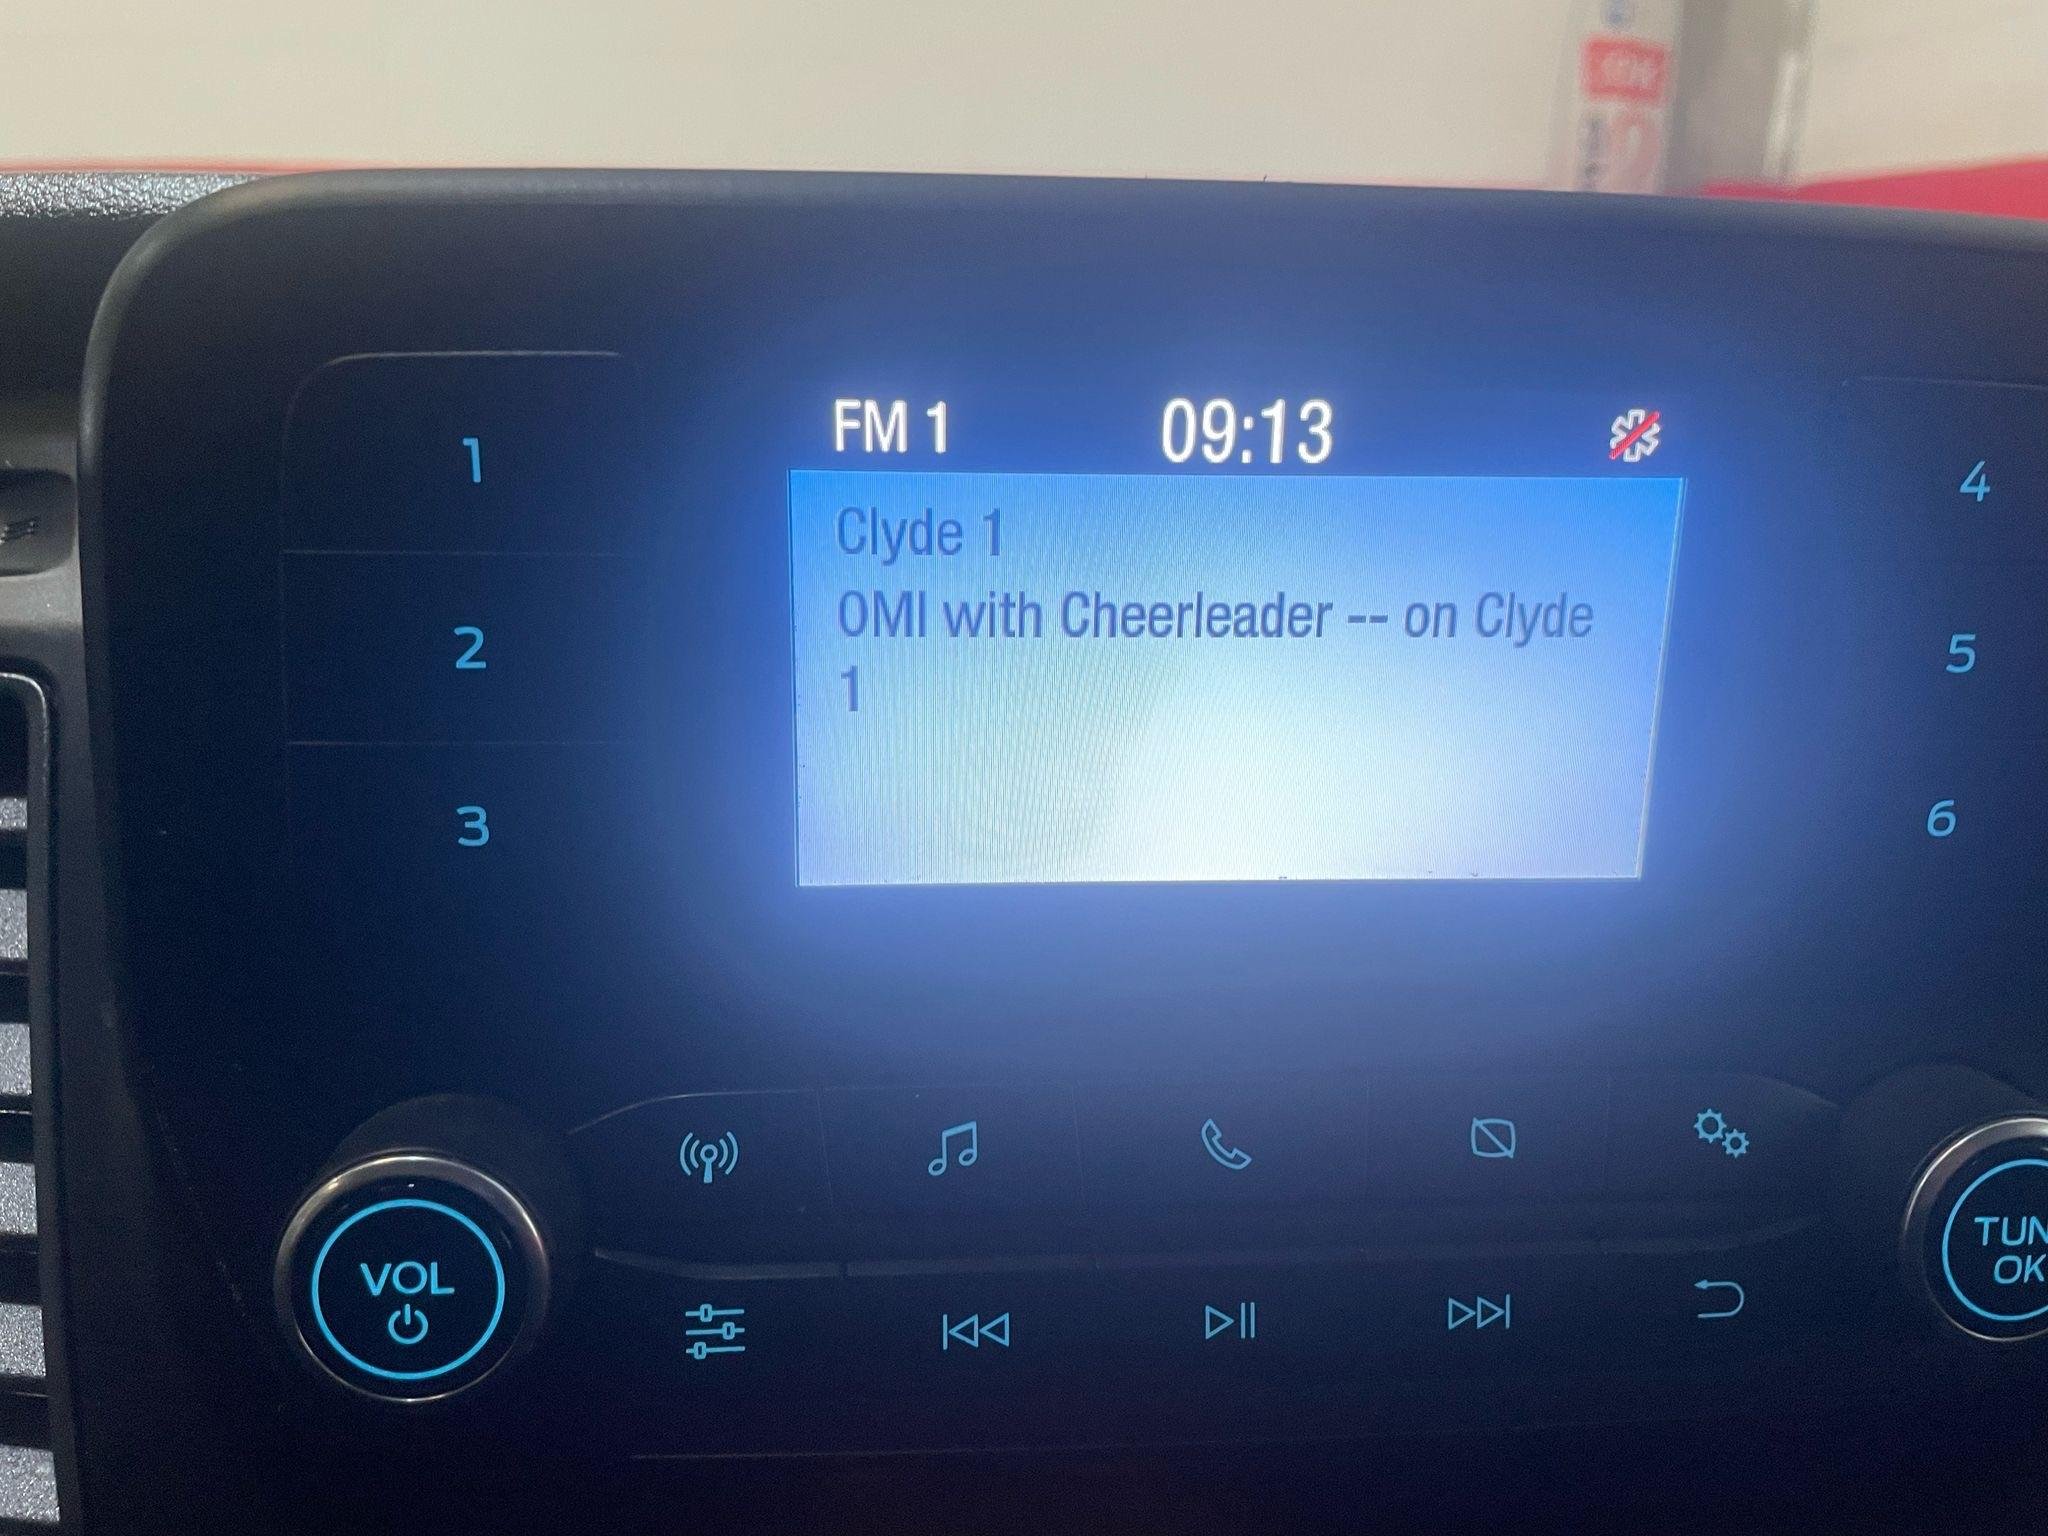 FM 1 09:13
Clyde 1
OMI with Cheerleader -- on Clyde
1
1
2
3
4
5
6
VOL
TUN
OK